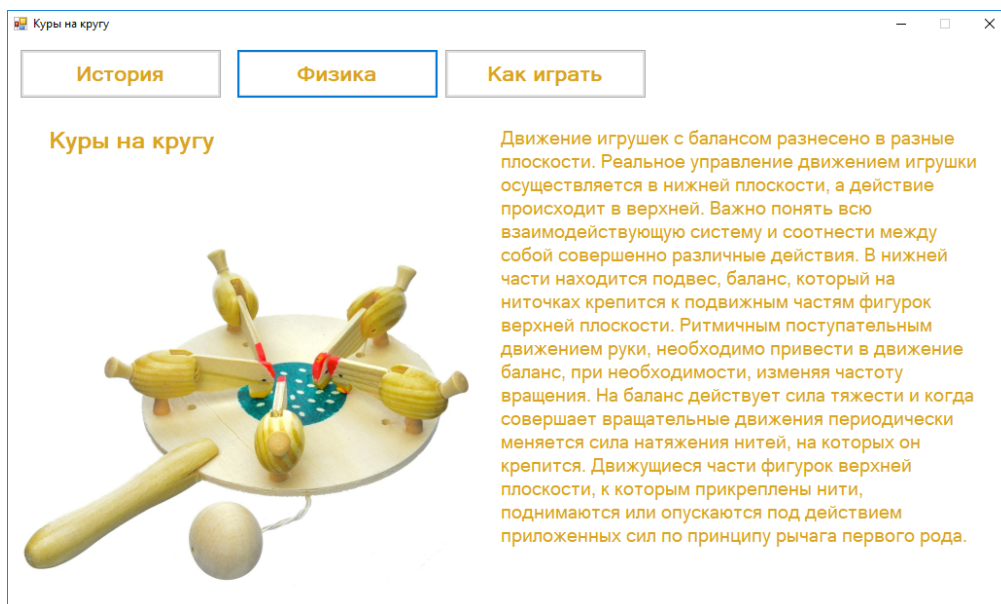 Куры на кругу
История
Физика
Как играть
Куры на кругу
Движение игрушек с балансом разнесено в разные
плоскости. Реальное управление движением игрушки
осуществляется в нижней плоскости, а действие
происходит в верхней. Важно понять всю
взаимодействующую систему и соотнести между
собой совершенно различные действия. В нижней
части находится подвес, баланс, который на
ниточках крепится к подвижным частям фигурок
верхней плоскости. Ритмичным поступательным
движением руки, необходимо привести в движение
баланс, при необходимости, изменяя частоту
вращения. На баланс действует сила тяжести и когда
совершает вращательные движения периодически
меняется сила натяжения нитей, на которых он
крепится. Движущиеся части фигурок верхней
плоскости, к которым прикреплены нити,
поднимаются или опускаются под действием
приложенных сил по принципу рычага первого рода.